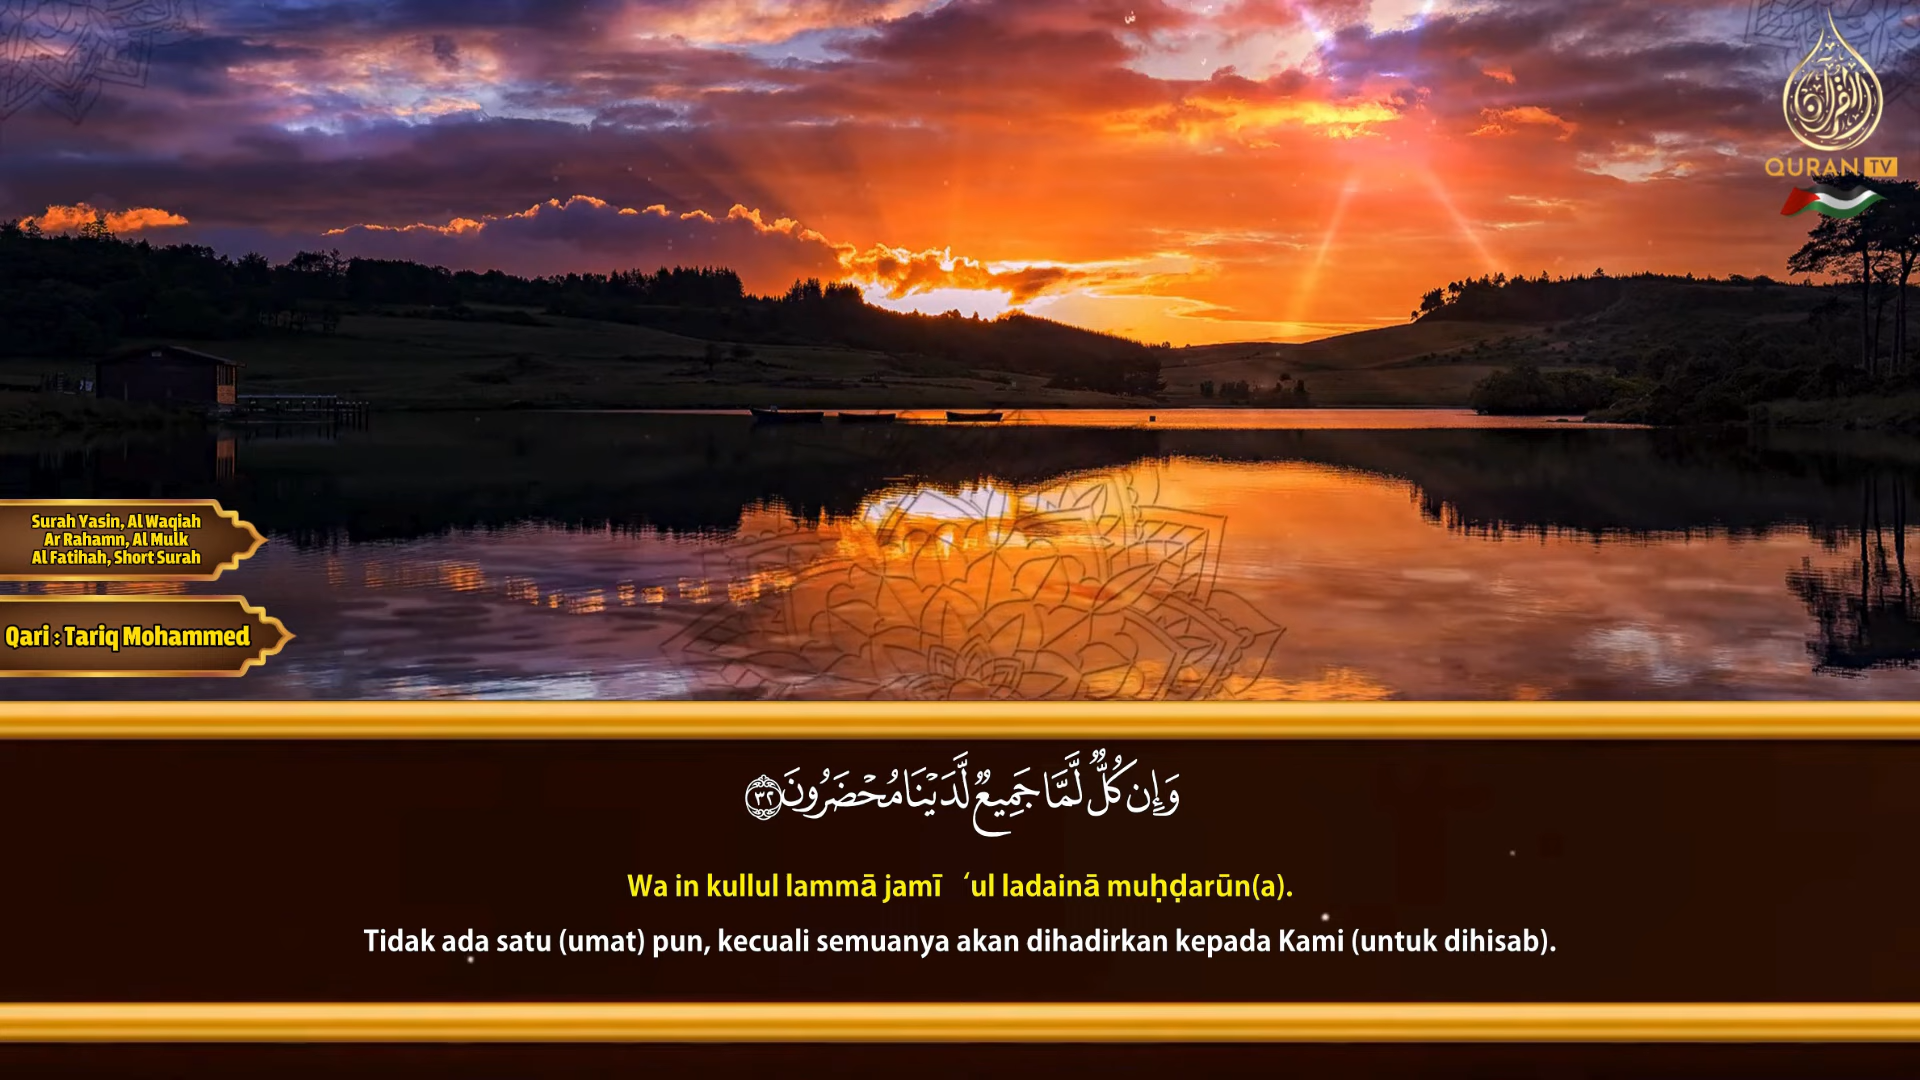 القرآن
QURAN TV
Surah Yasin, Al Waqiah
Ar Rahamn, Al Mulk
Al Fatihah, Short Surah
Qari : Tariq Mohammed
وَإِن كُلٌّ لَّمَّا جَمِيعٌ لَّدَيْنَا مُحْضَرُونَ ٣٢
Wa in kullul lammā jamī ‘ul ladainā muḥḍarūn(a).
Tidak ada satu (umat) pun, kecuali semuanya akan dihadirkan kepada Kami (untuk dihisab).